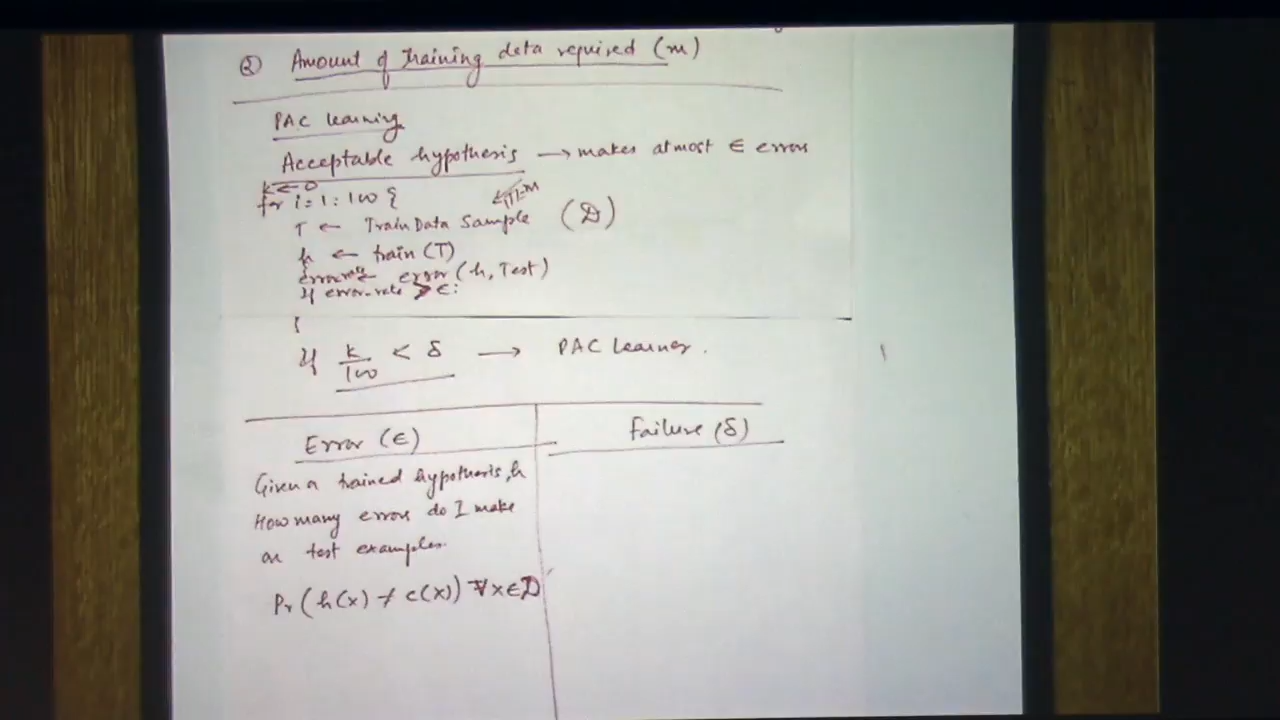 ② Amount of Training data required (m)
PAC learning
Acceptable hypothesis → makes atmost ϵ errors
k ← 0
for i = 1 : 100 {
|T| = m
T ← Train Data Sample (D)
h ← train (T)
error-rate ← error (h, Test)
If error-rate > ϵ:
If k/100 < δ → PAC learner.
Error (ϵ)
Failure (δ)
Given a trained hypothesis, h
How many errors do I make
on test examples.
Pr (h(x) ≠ c(x)) ∀x∈D